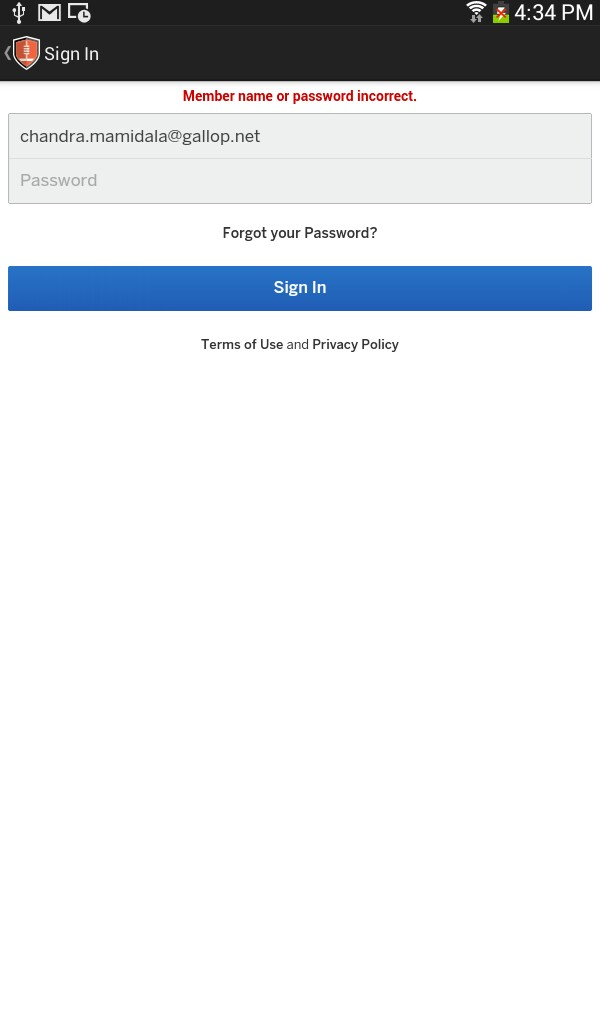 4:34 PM
Sign In
Member name or password incorrect.
chandra.mamidala@gallop.net
Password
Forgot your Password?
Sign In
Terms of Use and Privacy Policy